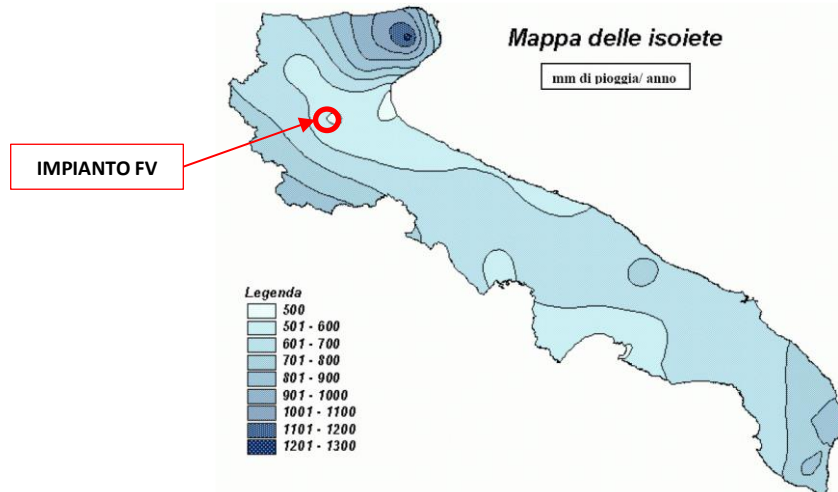 Mappa delle isoiete
mm di pioggia/ anno
IMPIANTO FV
Legenda
500
501 - 600
601 - 700
701 - 800
801 - 900
901 - 1000
1001 - 1100
1101 - 1200
1201 - 1300